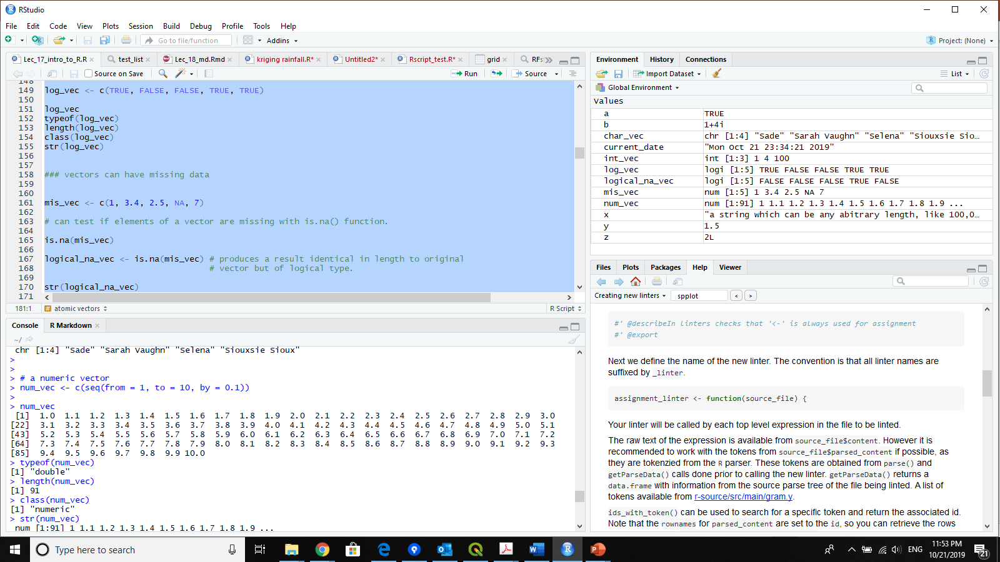 RStudio
File Edit Code View Plots Session Build Debug Profile Tools Help
Go to file/function Addins Project: (None)
Lec_17_intro_to_R.R test_list Lec_18_md.Rmd kriging rainfall.R* Untitled2* Rscript_test.R* grid RFs
Source on Save Run Source
148
149 log_vec <- c(TRUE, FALSE, FALSE, TRUE, TRUE)
150
151 log_vec
152 typeof(log_vec)
153 length(log_vec)
154 class(log_vec)
155 str(log_vec)
156
157
158 ### vectors can have missing data
159
160
161 mis_vec <- c(1, 3.4, 2.5, NA, 7)
162
163 # can test if elements of a vector are missing with is.na() function.
164
165 is.na(mis_vec)
166
167 logical_na_vec <- is.na(mis_vec) # produces a result identical in length to original
168 # vector but of logical type.
169
170 str(logical_na_vec)
171
181:1 # atomic vectors R Script
Console R Markdown
~/
chr [1:4] "Sade" "Sarah Vaughn" "Selena" "Siouxsie Sioux"
>
>
> # a numeric vector
> num_vec <- c(seq(from = 1, to = 10, by = 0.1))
>
> num_vec
[1] 1.0 1.1 1.2 1.3 1.4 1.5 1.6 1.7 1.8 1.9 2.0 2.1 2.2 2.3 2.4 2.5 2.6 2.7 2.8 2.9 3.0
[22] 3.1 3.2 3.3 3.4 3.5 3.6 3.7 3.8 3.9 4.0 4.1 4.2 4.3 4.4 4.5 4.6 4.7 4.8 4.9 5.0 5.1
[43] 5.2 5.3 5.4 5.5 5.6 5.7 5.8 5.9 6.0 6.1 6.2 6.3 6.4 6.5 6.6 6.7 6.8 6.9 7.0 7.1 7.2
[64] 7.3 7.4 7.5 7.6 7.7 7.8 7.9 8.0 8.1 8.2 8.3 8.4 8.5 8.6 8.7 8.8 8.9 9.0 9.1 9.2 9.3
[85] 9.4 9.5 9.6 9.7 9.8 9.9 10.0
> typeof(num_vec)
[1] "double"
> length(num_vec)
[1] 91
> class(num_vec)
[1] "numeric"
> str(num_vec)
num [1:91] 1 1.1 1.2 1.3 1.4 1.5 1.6 1.7 1.8 1.9 ...
Environment History Connections
Import Dataset List
Global Environment
Values
a TRUE
b 1+4i
char_vec chr [1:4] "Sade" "Sarah Vaughn" "Selena" "Siouxsie Sio...
current_date "Mon Oct 21 23:34:21 2019"
int_vec int [1:3] 1 4 100
log_vec logi [1:5] TRUE FALSE FALSE TRUE TRUE
logical_na_vec logi [1:5] FALSE FALSE FALSE TRUE FALSE
mis_vec num [1:5] 1 3.4 2.5 NA 7
num_vec num [1:91] 1 1.1 1.2 1.3 1.4 1.5 1.6 1.7 1.8 1.9 ...
x "a string which can be any abitrary length, like 100,0...
y 1.5
z 2L
Files Plots Packages Help Viewer
Creating new linters spplot < >
#' @describeIn linters checks that '<-' is always used for assignment
#' @export
Next we define the name of the new linter. The convention is that all linter names are
suffixed by _linter.
assignment_linter <- function(source_file) {
Your linter will be called by each top level expression in the file to be linted.
The raw text of the expression is available from source_file$content. However it is
recommended to work with the tokens from source_file$parsed_content if possible, as
they are tokenzied from the R parser. These tokens are obtained from parse() and
getParseData() calls done prior to calling the new linter. getParseData() returns a
data.frame with information from the source parse tree of the file being linted. A list of
tokens available from r-source/src/main/gram.y.
ids_with_token() can be used to search for a specific token and return the associated id.
Note that the rownames for parsed_content are set to the id, so you can retrieve the rows
Type here to search
ENG
11:53 PM
10/21/2019
21